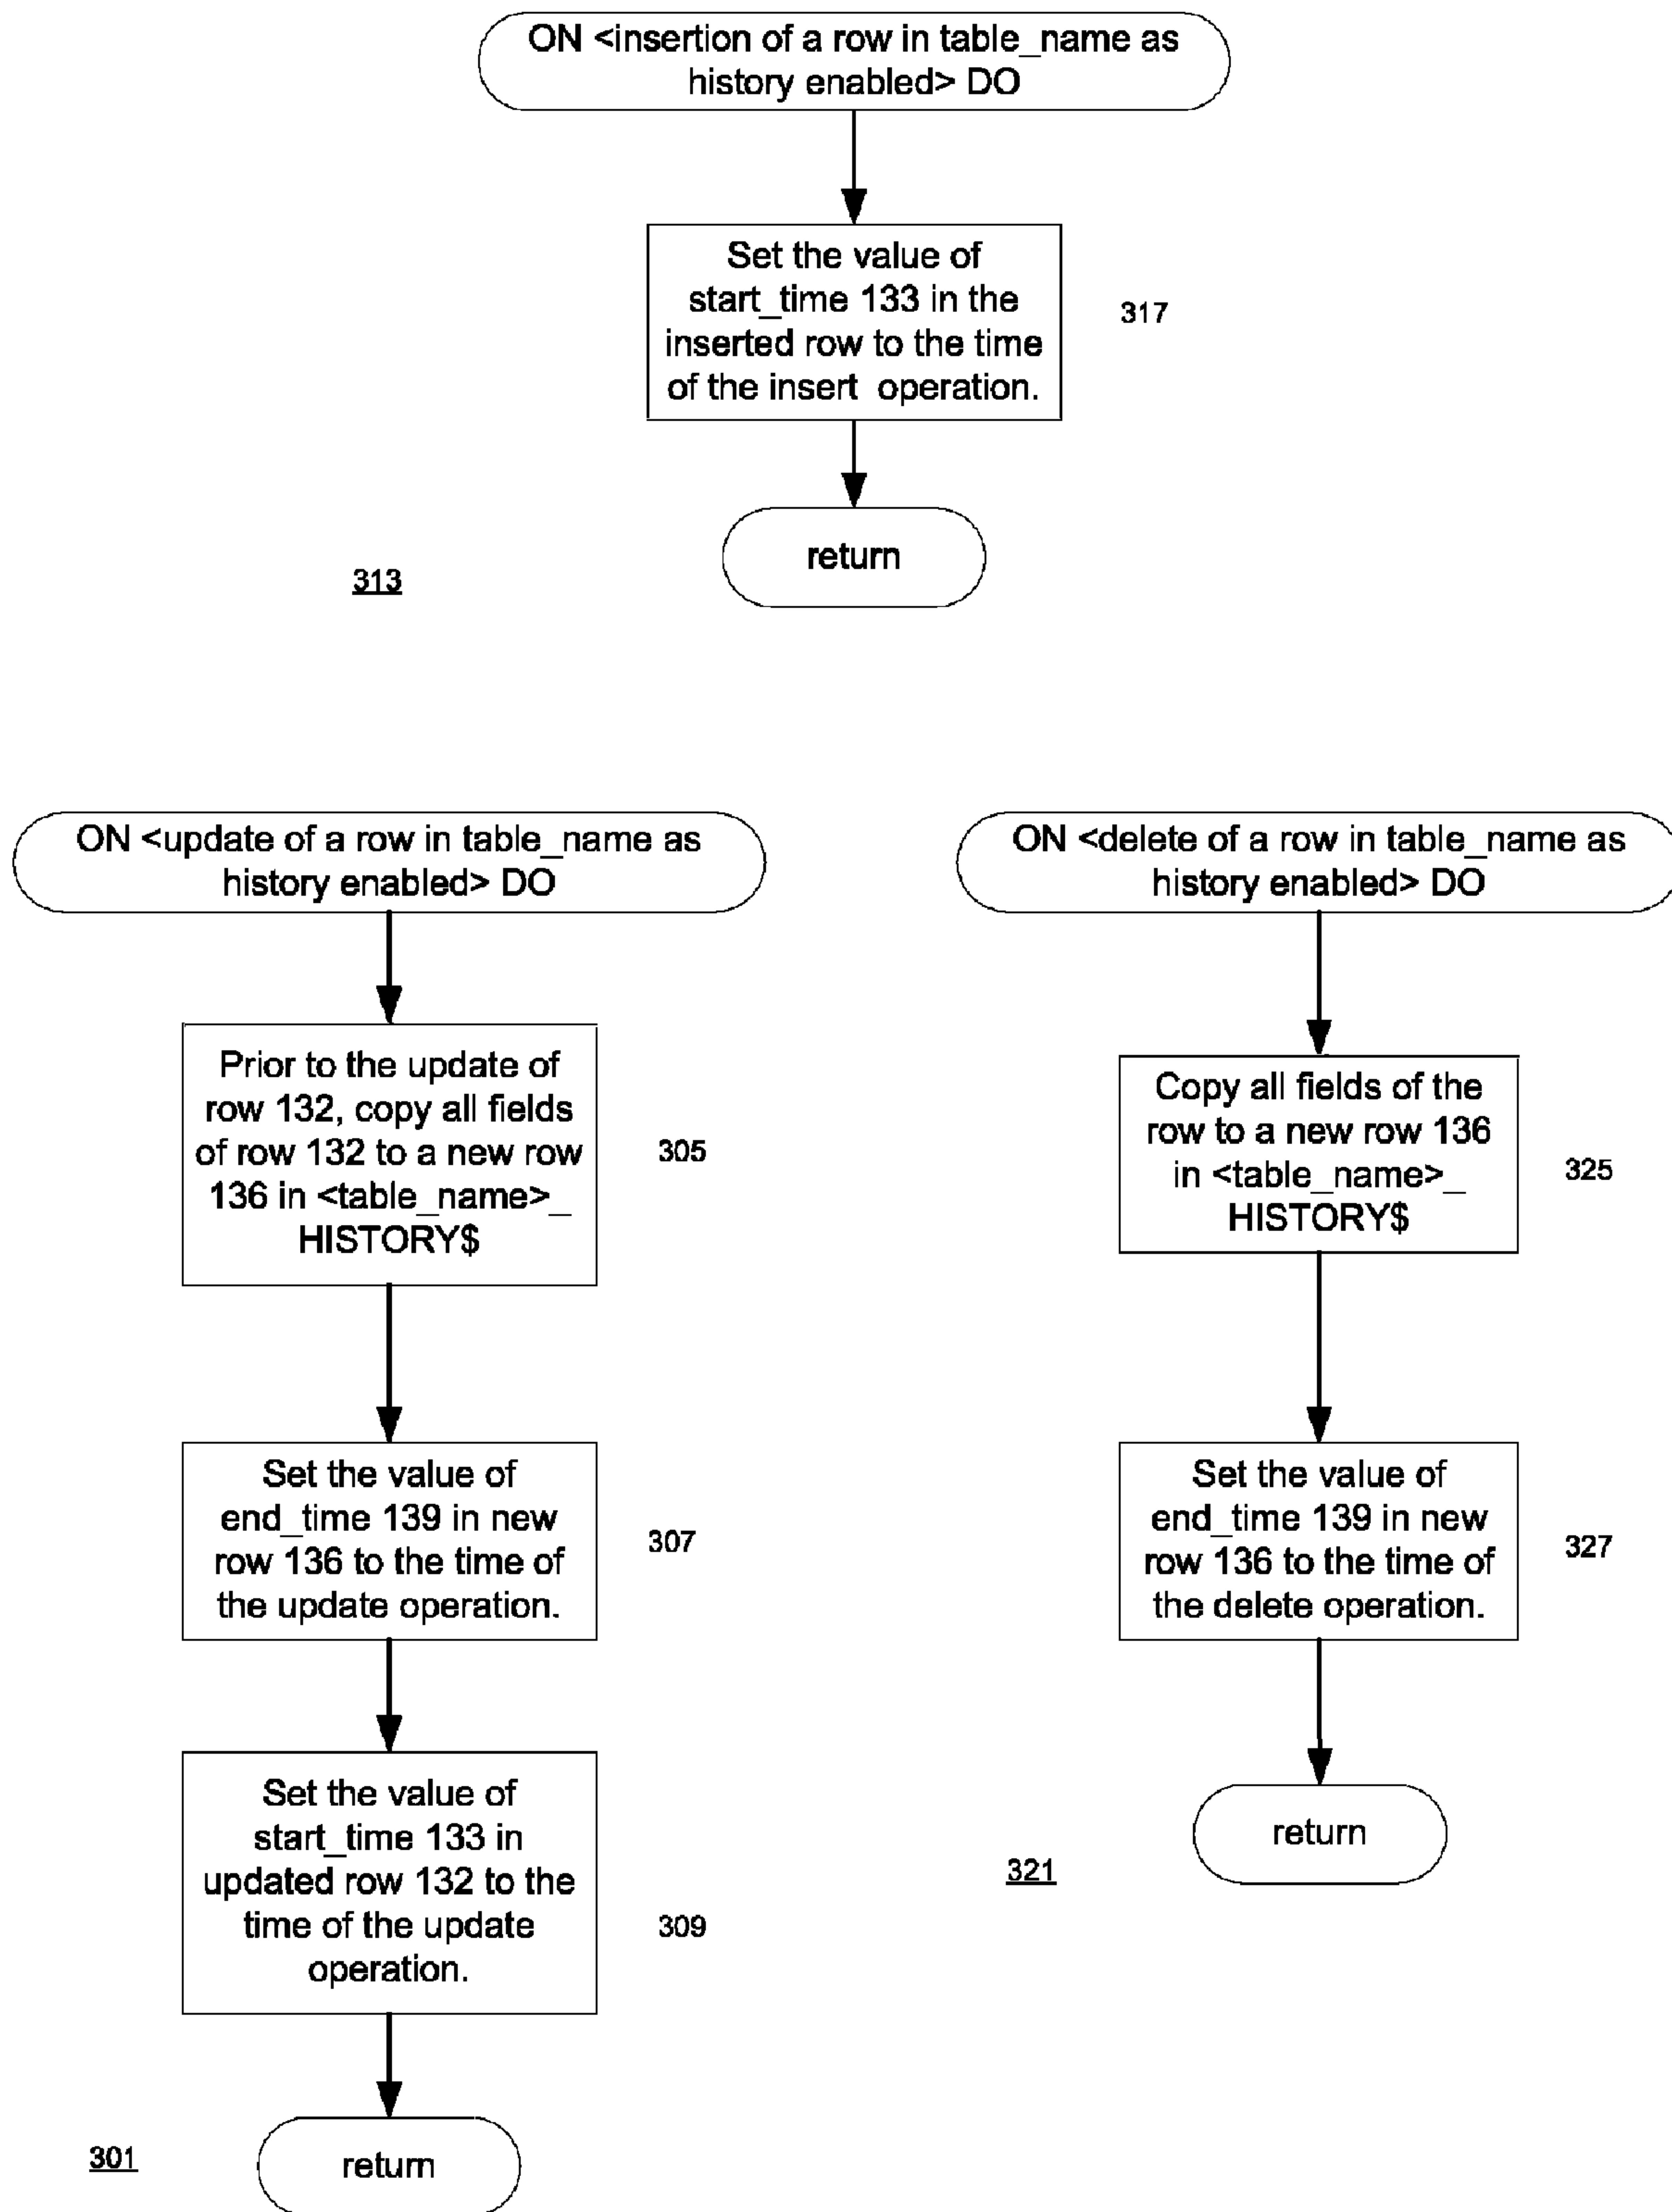 ON <insertion of a row in table_name as
history enabled> DO
Set the value of
start_time 133 in the
inserted row to the time
of the insert operation.
317
return
313
ON <update of a row in table_name as
history enabled> DO
Prior to the update of
row 132, copy all fields
of row 132 to a new row
136 in <table_name>_
HISTORY$
305
Set the value of
end_time 139 in new
row 136 to the time of
the update operation.
307
Set the value of
start_time 133 in
updated row 132 to the
time of the update
operation.
309
return
301
ON <delete of a row in table_name as
history enabled> DO
Copy all fields of the
row to a new row 136
in <table_name>_
HISTORY$
325
Set the value of
end_time 139 in new
row 136 to the time of
the delete operation.
327
return
321